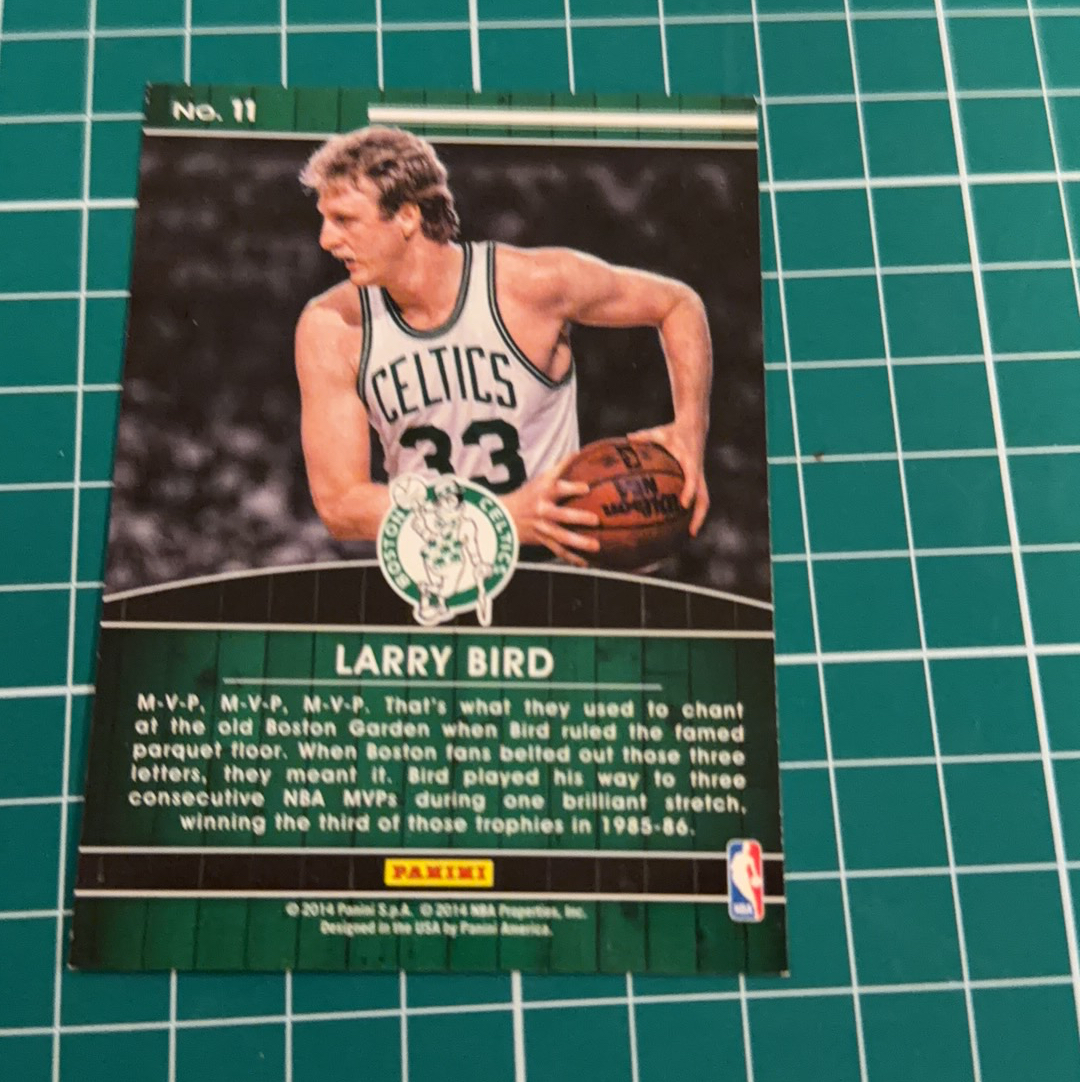 No. 11
CELTICS
33
Wilson
BOSTON CELTICS
LARRY BIRD
M-V-P, M-V-P, M-V-P. That's what they used to chant
at the old Boston Garden when Bird ruled the famed
parquet floor. When Boston fans belted out those three
letters, they meant it. Bird played his way to three
consecutive NBA MVPs during one brilliant stretch,
winning the third of those trophies in 1985-86.
PANINI
NBA
© 2014 Panini S.p.A. © 2014 NBA Properties, Inc.
Designed in the USA by Panini America.